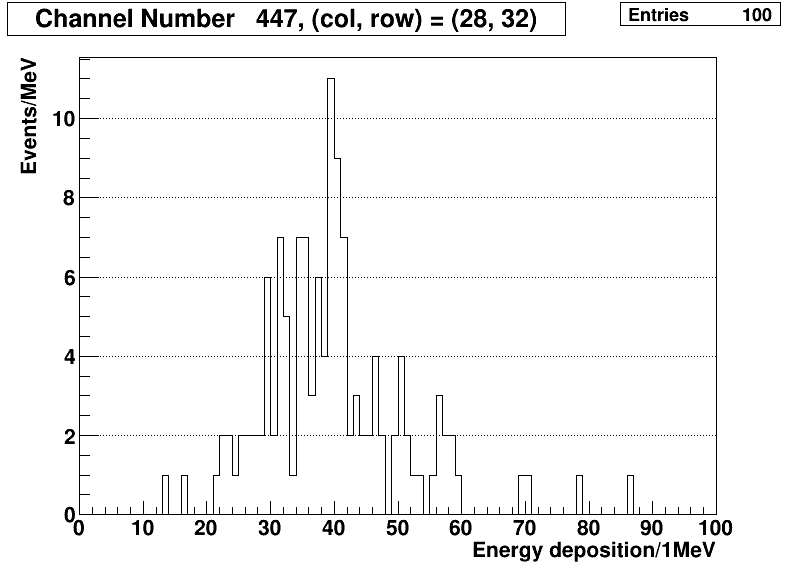 Channel Number 447, (col, row) = (28, 32)
Entries 100
Events/MeV
10
8
6
4
2
0
0 10 20 30 40 50 60 70 80 90 100
Energy deposition/1MeV